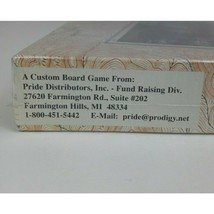 A Custom Board Game From:
Pride Distributors, Inc. - Fund Raising Div.
27620 Farmington Rd., Suite #202
Farmington Hills, MI 48334
1-800-451-5442 E-Mail: pride@prodigy.net